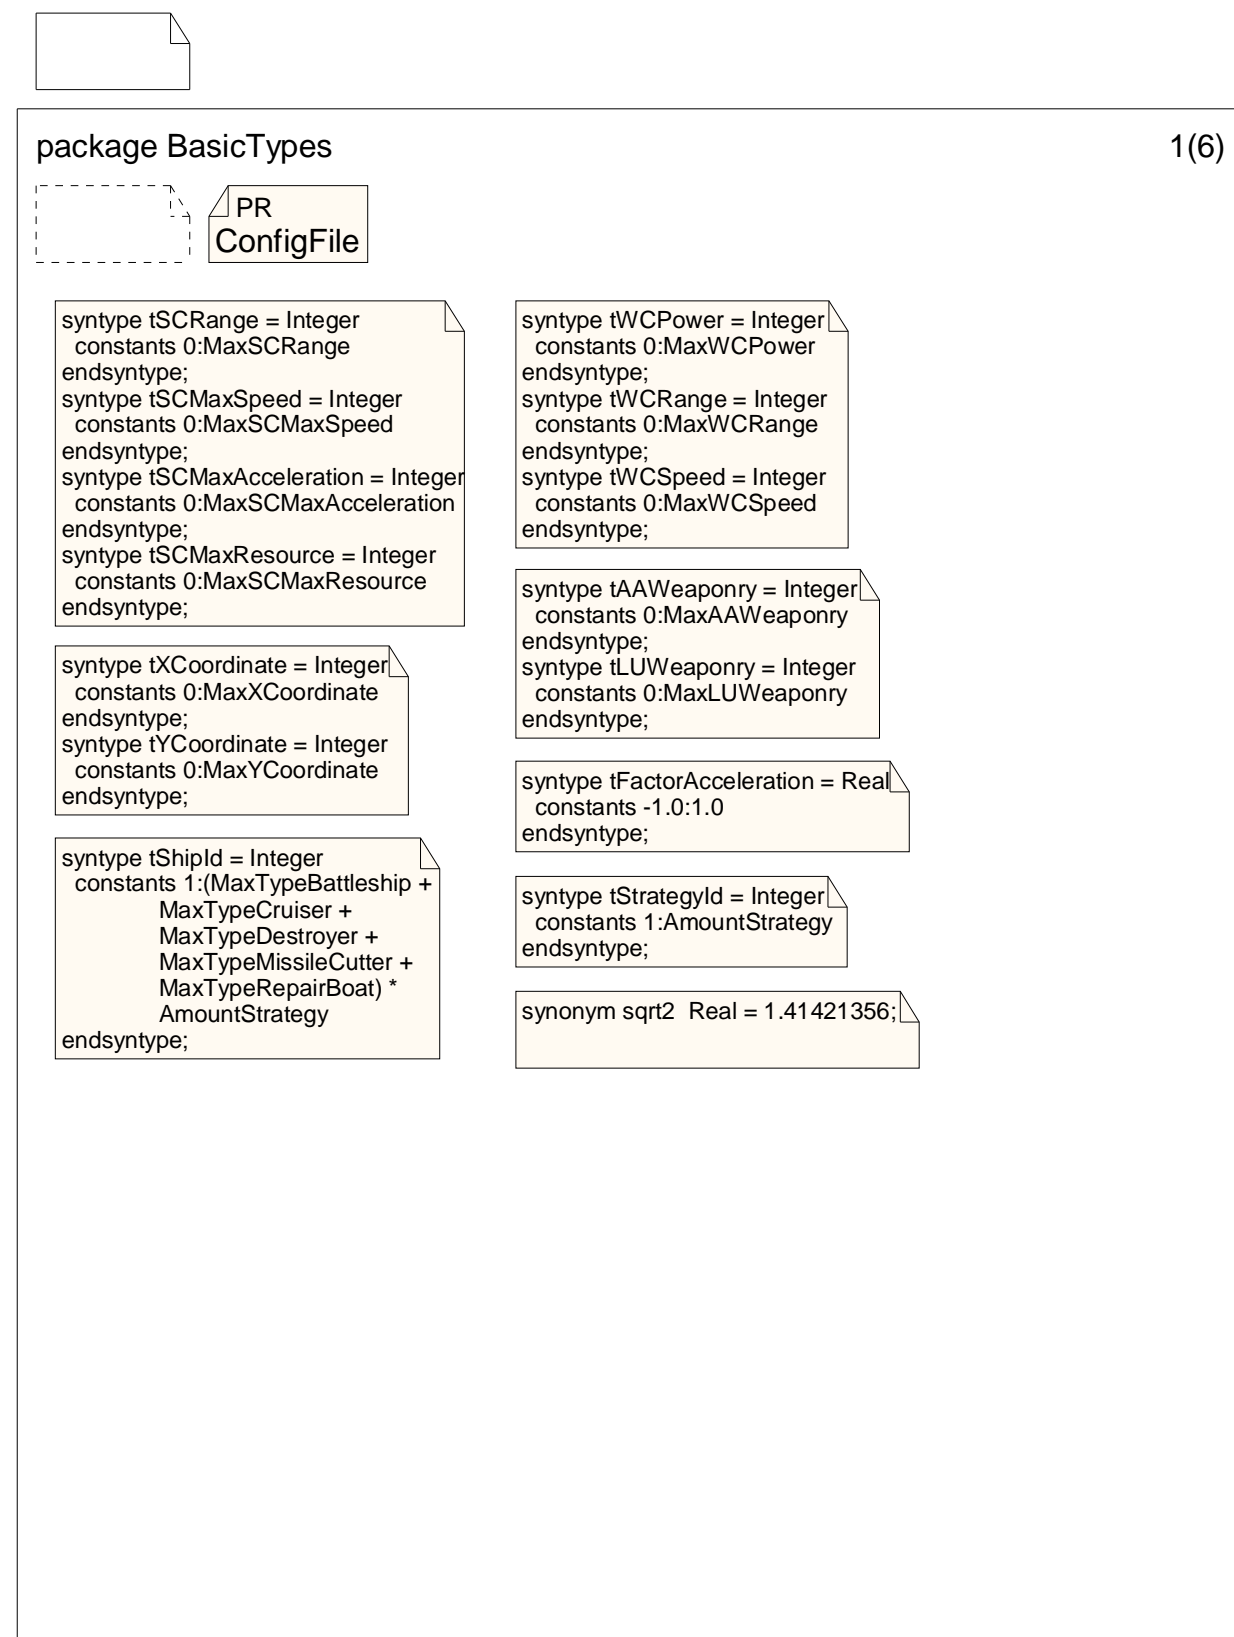 package BasicTypes
1(6)
PR
ConfigFile
syntype tSCRange = Integer
constants 0:MaxSCRange
endsyntype;
syntype tSCMaxSpeed = Integer
constants 0:MaxSCMaxSpeed
endsyntype;
syntype tSCMaxAcceleration = Integer
constants 0:MaxSCMaxAcceleration
endsyntype;
syntype tSCMaxResource = Integer
constants 0:MaxSCMaxResource
endsyntype;
syntype tXCoordinate = Integer
constants 0:MaxXCoordinate
endsyntype;
syntype tYCoordinate = Integer
constants 0:MaxYCoordinate
endsyntype;
syntype tShipId = Integer
constants 1:(MaxTypeBattleship +
MaxTypeCruiser +
MaxTypeDestroyer +
MaxTypeMissileCutter +
MaxTypeRepairBoat) *
AmountStrategy
endsyntype;
syntype tWCPower = Integer
constants 0:MaxWCPower
endsyntype;
syntype tWCRange = Integer
constants 0:MaxWCRange
endsyntype;
syntype tWCSpeed = Integer
constants 0:MaxWCSpeed
endsyntype;
syntype tAAWeaponry = Integer
constants 0:MaxAAWeaponry
endsyntype;
syntype tLUWeaponry = Integer
constants 0:MaxLUWeaponry
endsyntype;
syntype tFactorAcceleration = Real
constants -1.0:1.0
endsyntype;
syntype tStrategyId = Integer
constants 1:AmountStrategy
endsyntype;
synonym sqrt2  Real = 1.41421356;